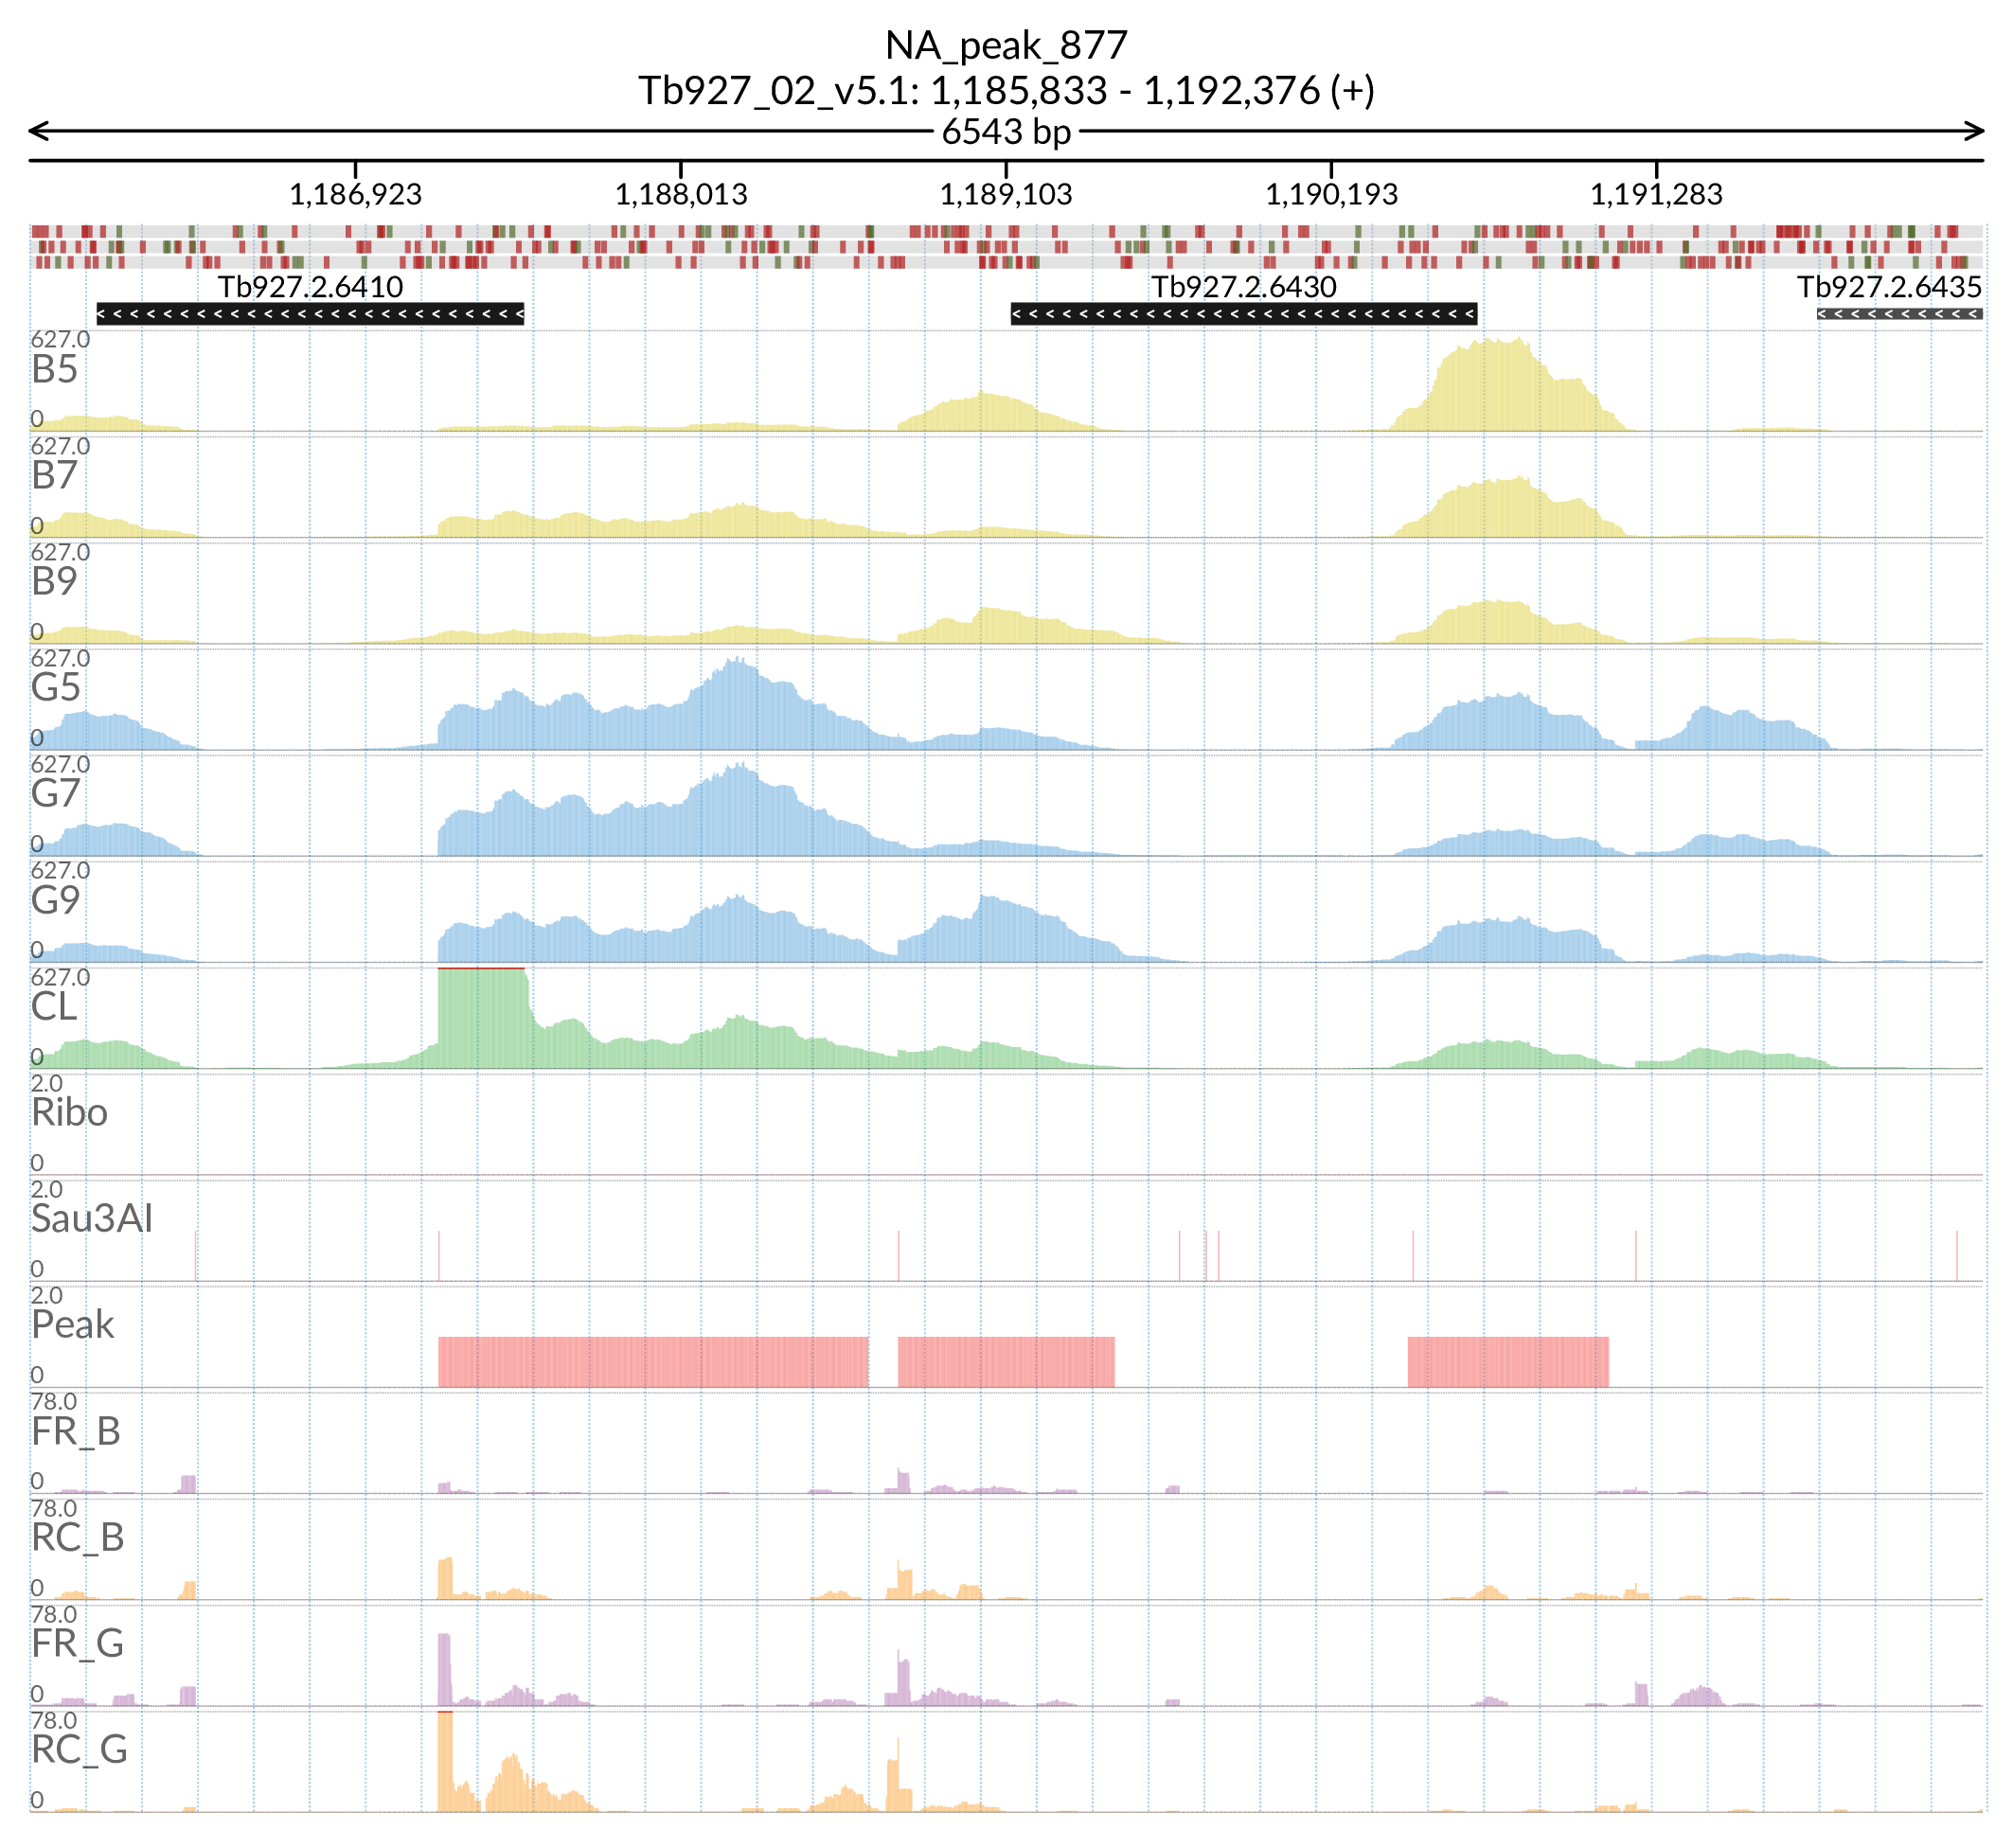 NA_peak_877
Tb927_02_v5.1: 1,185,833 - 1,192,376 (+)
6543 bp
1,186,923 1,188,013 1,189,103 1,190,193 1,191,283
Tb927.2.6410 Tb927.2.6430 Tb927.2.6435
627.0
B5
0
627.0
B7
0
627.0
B9
0
627.0
G5
0
627.0
G7
0
627.0
G9
0
627.0
CL
0
2.0
Ribo
0
2.0
Sau3AI
0
2.0
Peak
0
78.0
FR_B
0
78.0
RC_B
0
78.0
FR_G
0
78.0
RC_G
0